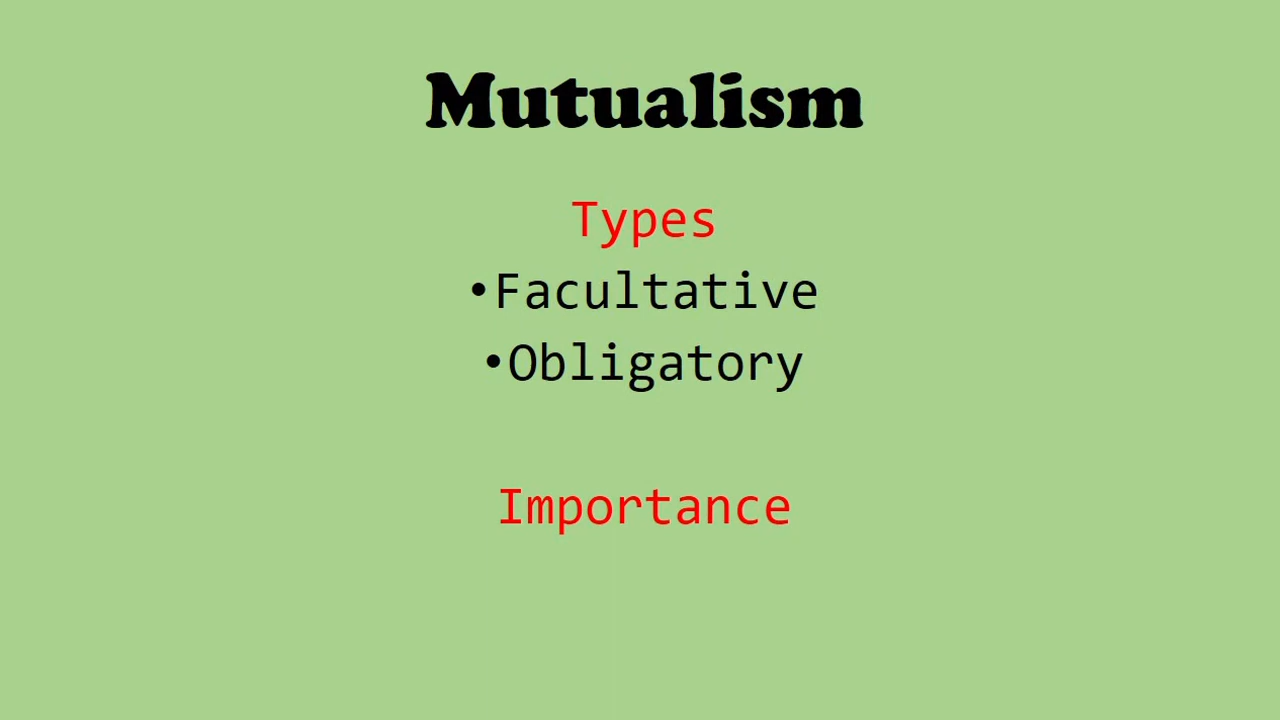 Mutualism
Types
•Facultative
•Obligatory
Importance